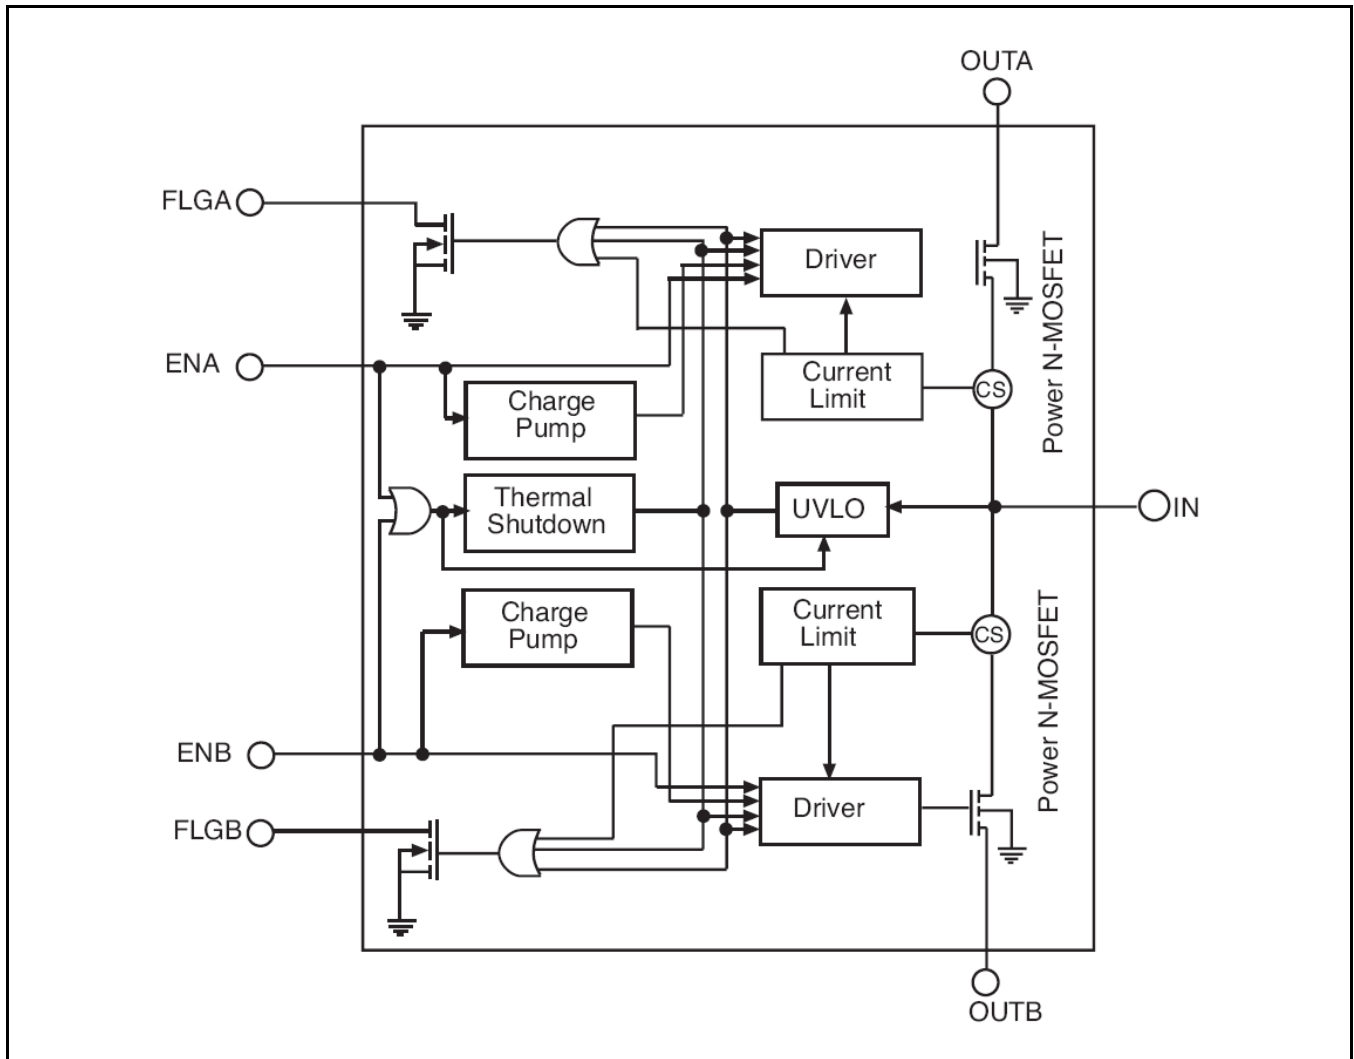 OUTA
FLGA
Driver
Power N-MOSFET
ENA
Current
Limit
CS
Charge
Pump
Thermal
Shutdown
UVLO
IN
Charge
Pump
Current
Limit
CS
Power N-MOSFET
ENB
Driver
FLGB
OUTB